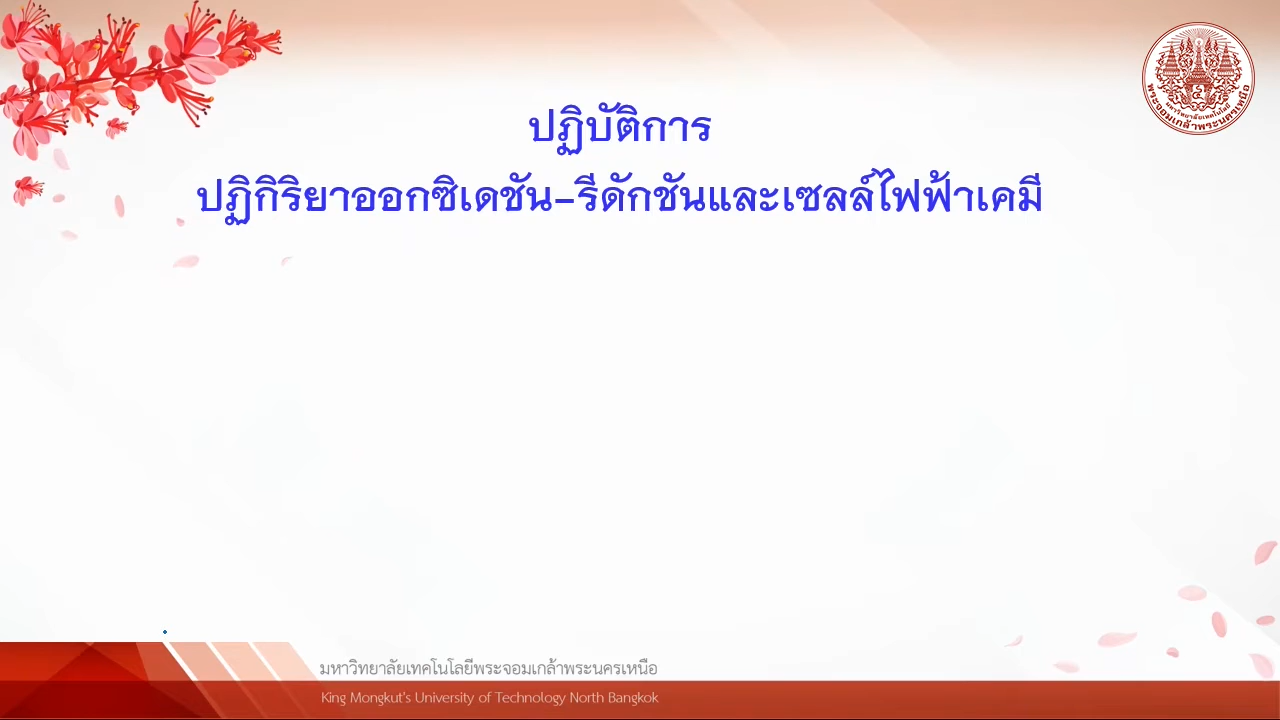 ปฏิบัติการ
ปฏิกิริยาออกซิเดชัน–รีดักชันและเซลล์ไฟฟ้าเคมี
มหาวิทยาลัยเทคโนโลยีพระจอมเกล้าพระนครเหนือ
King Mongkut's University of Technology North Bangkok